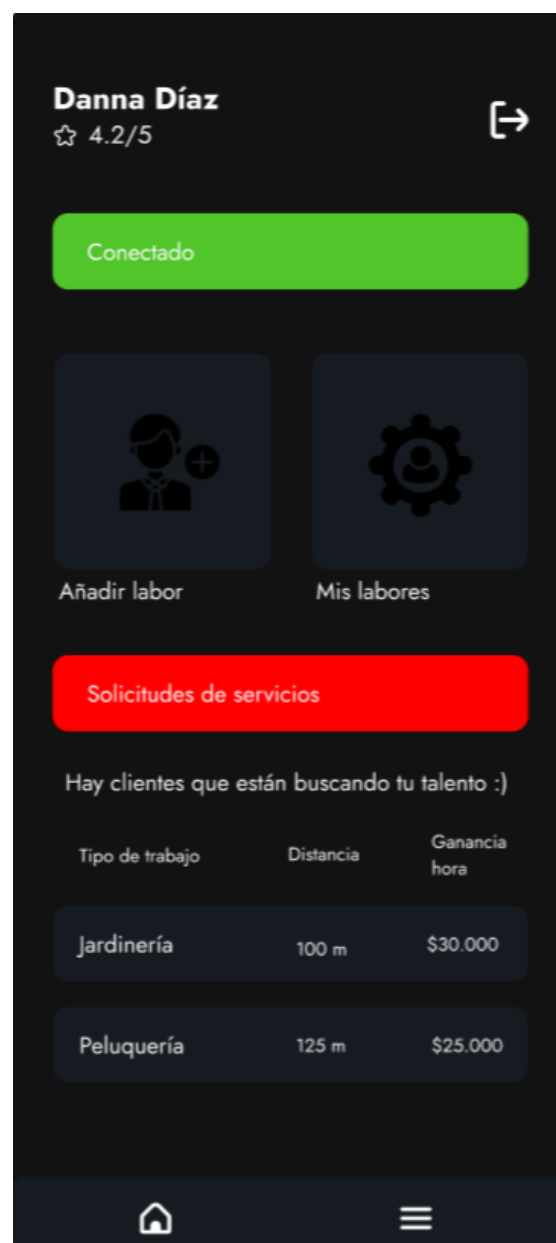 Danna Díaz
4.2/5
Conectado
Añadir labor
Mis labores
Solicitudes de servicios
Hay clientes que están buscando tu talento :)
Tipo de trabajo Distancia Ganancia
hora
Jardinería 100 m $30.000
Peluquería 125 m $25.000